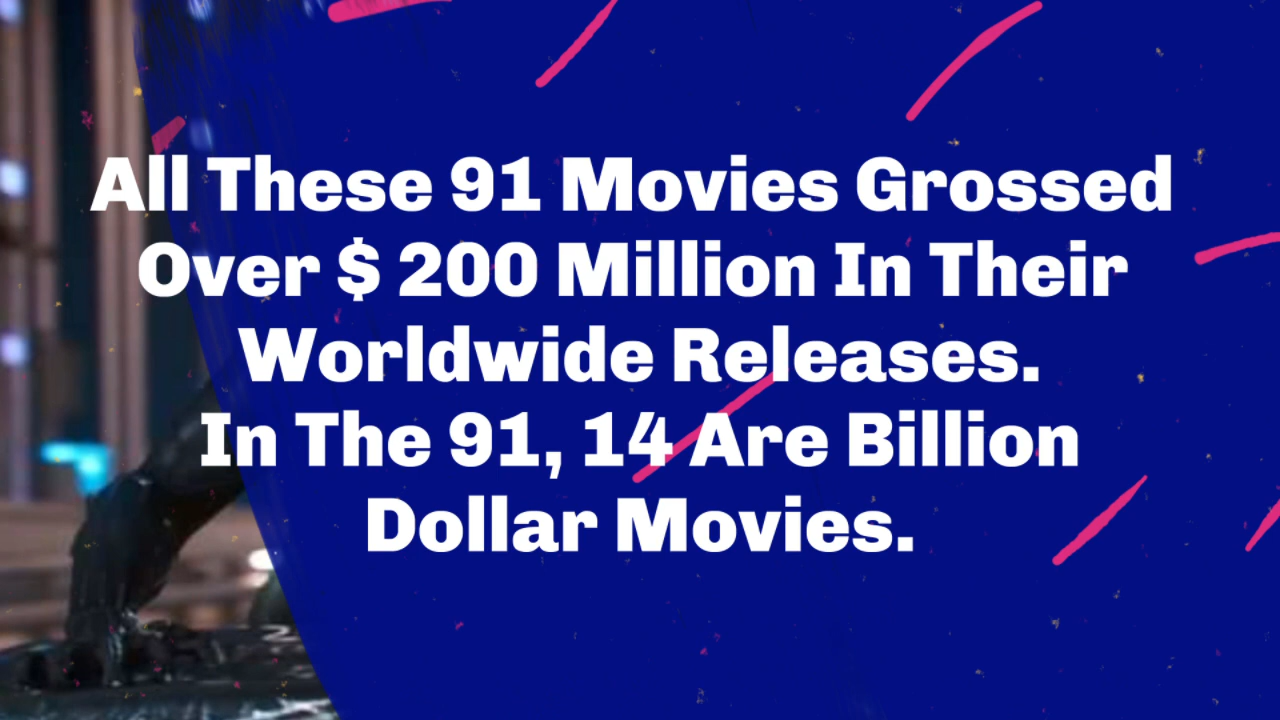 All These 91 Movies Grossed
Over $ 200 Million In Their
Worldwide Releases.
In The 91, 14 Are Billion
Dollar Movies.